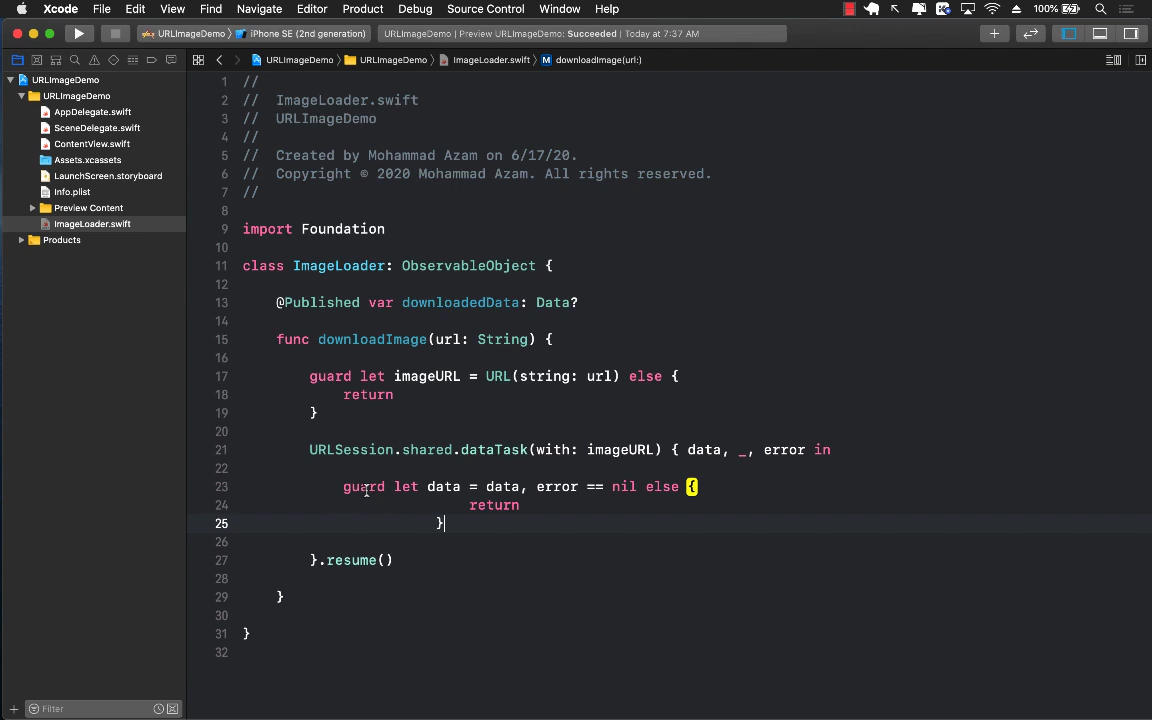 Xcode File Edit View Find Navigate Editor Product Debug Source Control Window Help 100%
URLImageDemo iPhone SE (2nd generation) URLImageDemo | Preview URLImageDemo: Succeeded | Today at 7:37 AM
URLImageDemo URLImageDemo ImageLoader.swift M downloadImage(url:)
URLImageDemo
URLImageDemo
AppDelegate.swift
SceneDelegate.swift
ContentView.swift
Assets.xcassets
LaunchScreen.storyboard
Info.plist
Preview Content
ImageLoader.swift
Products
Filter
1 //
2 //  ImageLoader.swift
3 //  URLImageDemo
4 //
5 //  Created by Mohammad Azam on 6/17/20.
6 //  Copyright © 2020 Mohammad Azam. All rights reserved.
7 //
8
9 import Foundation
10
11 class ImageLoader: ObservableObject {
12
13     @Published var downloadedData: Data?
14
15     func downloadImage(url: String) {
16
17         guard let imageURL = URL(string: url) else {
18             return
19         }
20
21         URLSession.shared.dataTask(with: imageURL) { data, _, error in
22
23             guard let data = data, error == nil else {
24                            return
25                        }
26
27         }.resume()
28
29     }
30
31 }
32